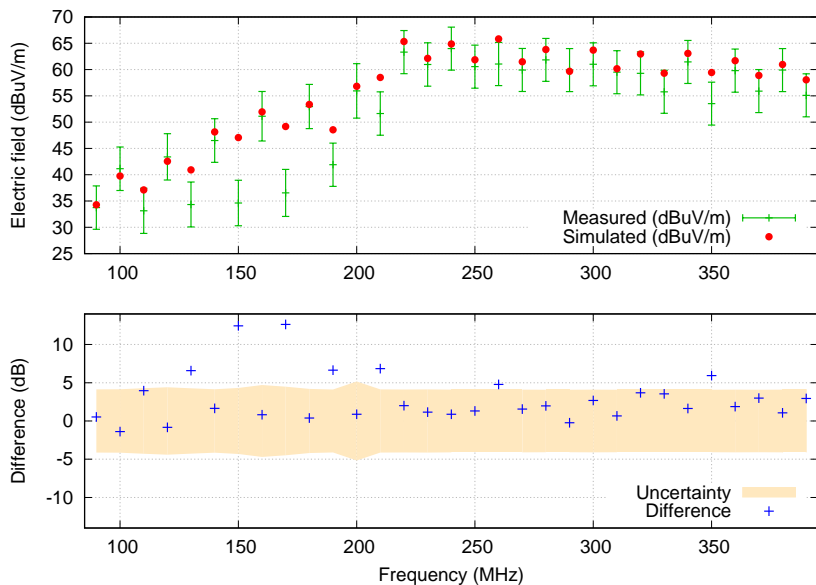 70
65
60
55
50
45
40
35
30
25
Electric field (dBuV/m)
Measured (dBuV/m)
Simulated (dBuV/m)
100 150 200 250 300 350
10
5
0
-5
-10
Difference (dB)
Uncertainty
Difference
100 150 200 250 300 350
Frequency (MHz)